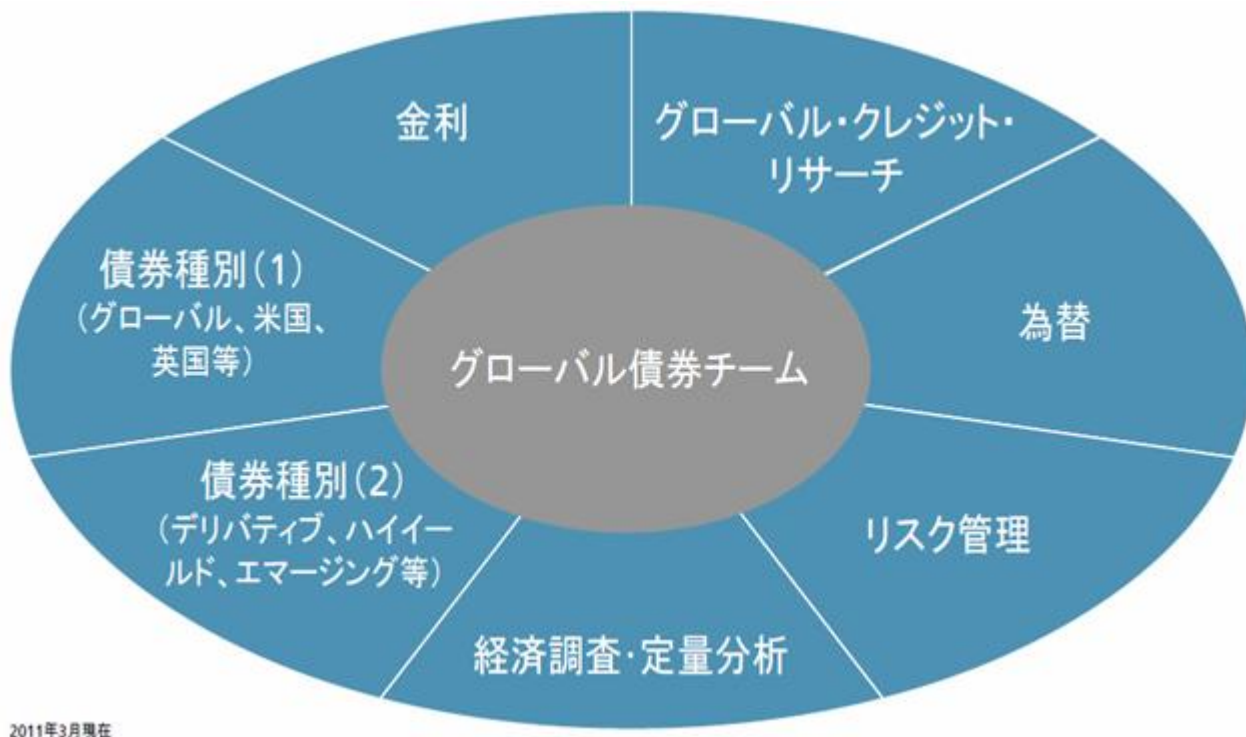 金利
グローバル・クレジット・
リサーチ
債券種別(1)
(グローバル、米国、
英国等)
為替
グローバル債券チーム
債券種別(2)
(デリバティブ、ハイイー
ルド、エマージング等)
リスク管理
経済調査・定量分析
2011年3月現在